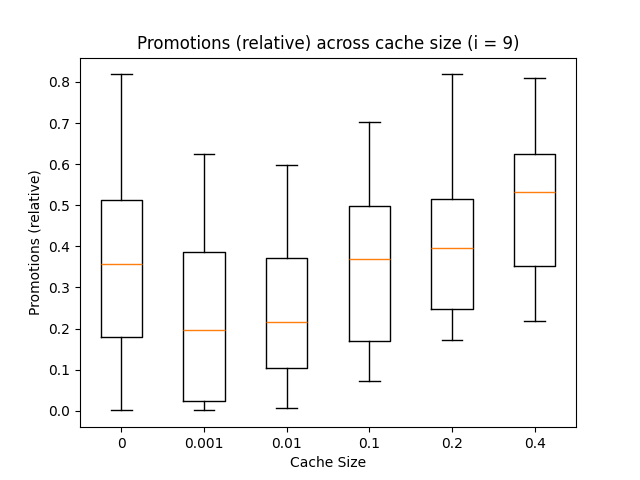 Promotions (relative) across cache size (i = 9)
Promotions (relative)
0.8
0.7
0.6
0.5
0.4
0.3
0.2
0.1
0.0
0 0.001 0.01 0.1 0.2 0.4
Cache Size